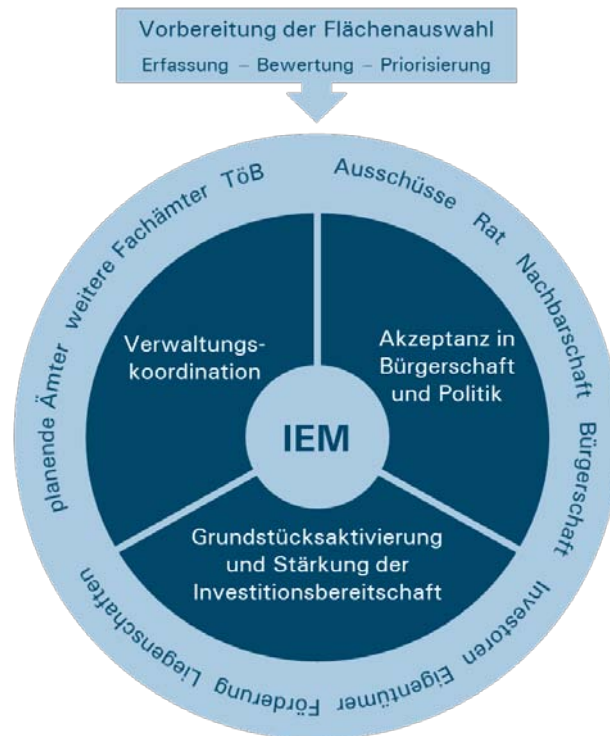 Vorbereitung der Flächenauswahl
Erfassung – Bewertung – Priorisierung
planende Ämter weitere Fachämter TöB
Ausschüsse Rat Nachbarschaft Bürgerschaft
Verwaltungs-
koordination
Akzeptanz in
Bürgerschaft
und Politik
IEM
Grundstücksaktivierung
und Stärkung der
Investitionsbereitschaft
Investoren Eigentümer Förderung Liegenschaften